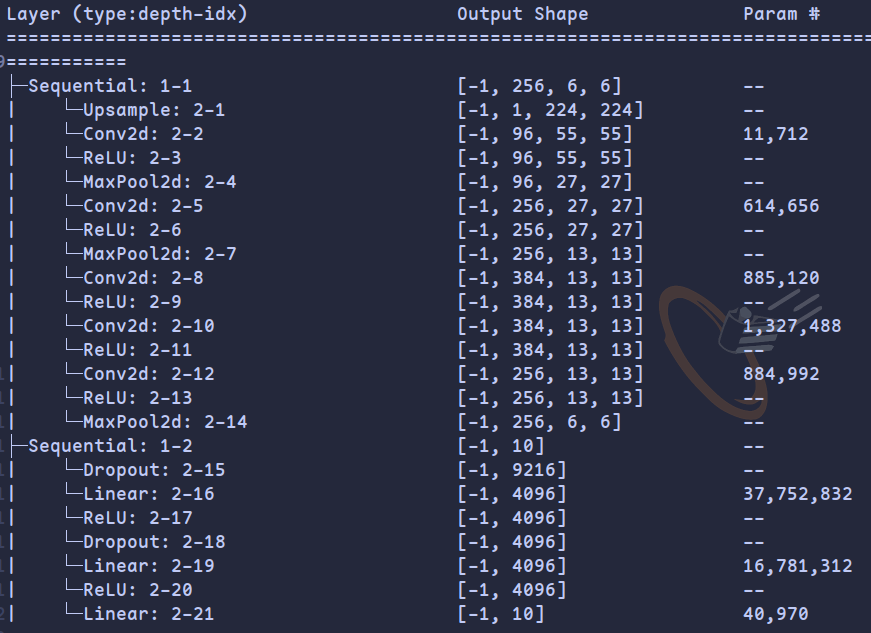 Layer (type:depth-idx) Output Shape Param #
===============================================================================
===========
├─Sequential: 1-1 [-1, 256, 6, 6] --
|    └─Upsample: 2-1 [-1, 1, 224, 224] --
|    └─Conv2d: 2-2 [-1, 96, 55, 55] 11,712
|    └─ReLU: 2-3 [-1, 96, 55, 55] --
|    └─MaxPool2d: 2-4 [-1, 96, 27, 27] --
|    └─Conv2d: 2-5 [-1, 256, 27, 27] 614,656
|    └─ReLU: 2-6 [-1, 256, 27, 27] --
|    └─MaxPool2d: 2-7 [-1, 256, 13, 13] --
|    └─Conv2d: 2-8 [-1, 384, 13, 13] 885,120
|    └─ReLU: 2-9 [-1, 384, 13, 13] --
|    └─Conv2d: 2-10 [-1, 384, 13, 13] 1,327,488
|    └─ReLU: 2-11 [-1, 384, 13, 13] --
|    └─Conv2d: 2-12 [-1, 256, 13, 13] 884,992
|    └─ReLU: 2-13 [-1, 256, 13, 13] --
|    └─MaxPool2d: 2-14 [-1, 256, 6, 6] --
├─Sequential: 1-2 [-1, 10] --
|    └─Dropout: 2-15 [-1, 9216] --
|    └─Linear: 2-16 [-1, 4096] 37,752,832
|    └─ReLU: 2-17 [-1, 4096] --
|    └─Dropout: 2-18 [-1, 4096] --
|    └─Linear: 2-19 [-1, 4096] 16,781,312
|    └─ReLU: 2-20 [-1, 4096] --
|    └─Linear: 2-21 [-1, 10] 40,970